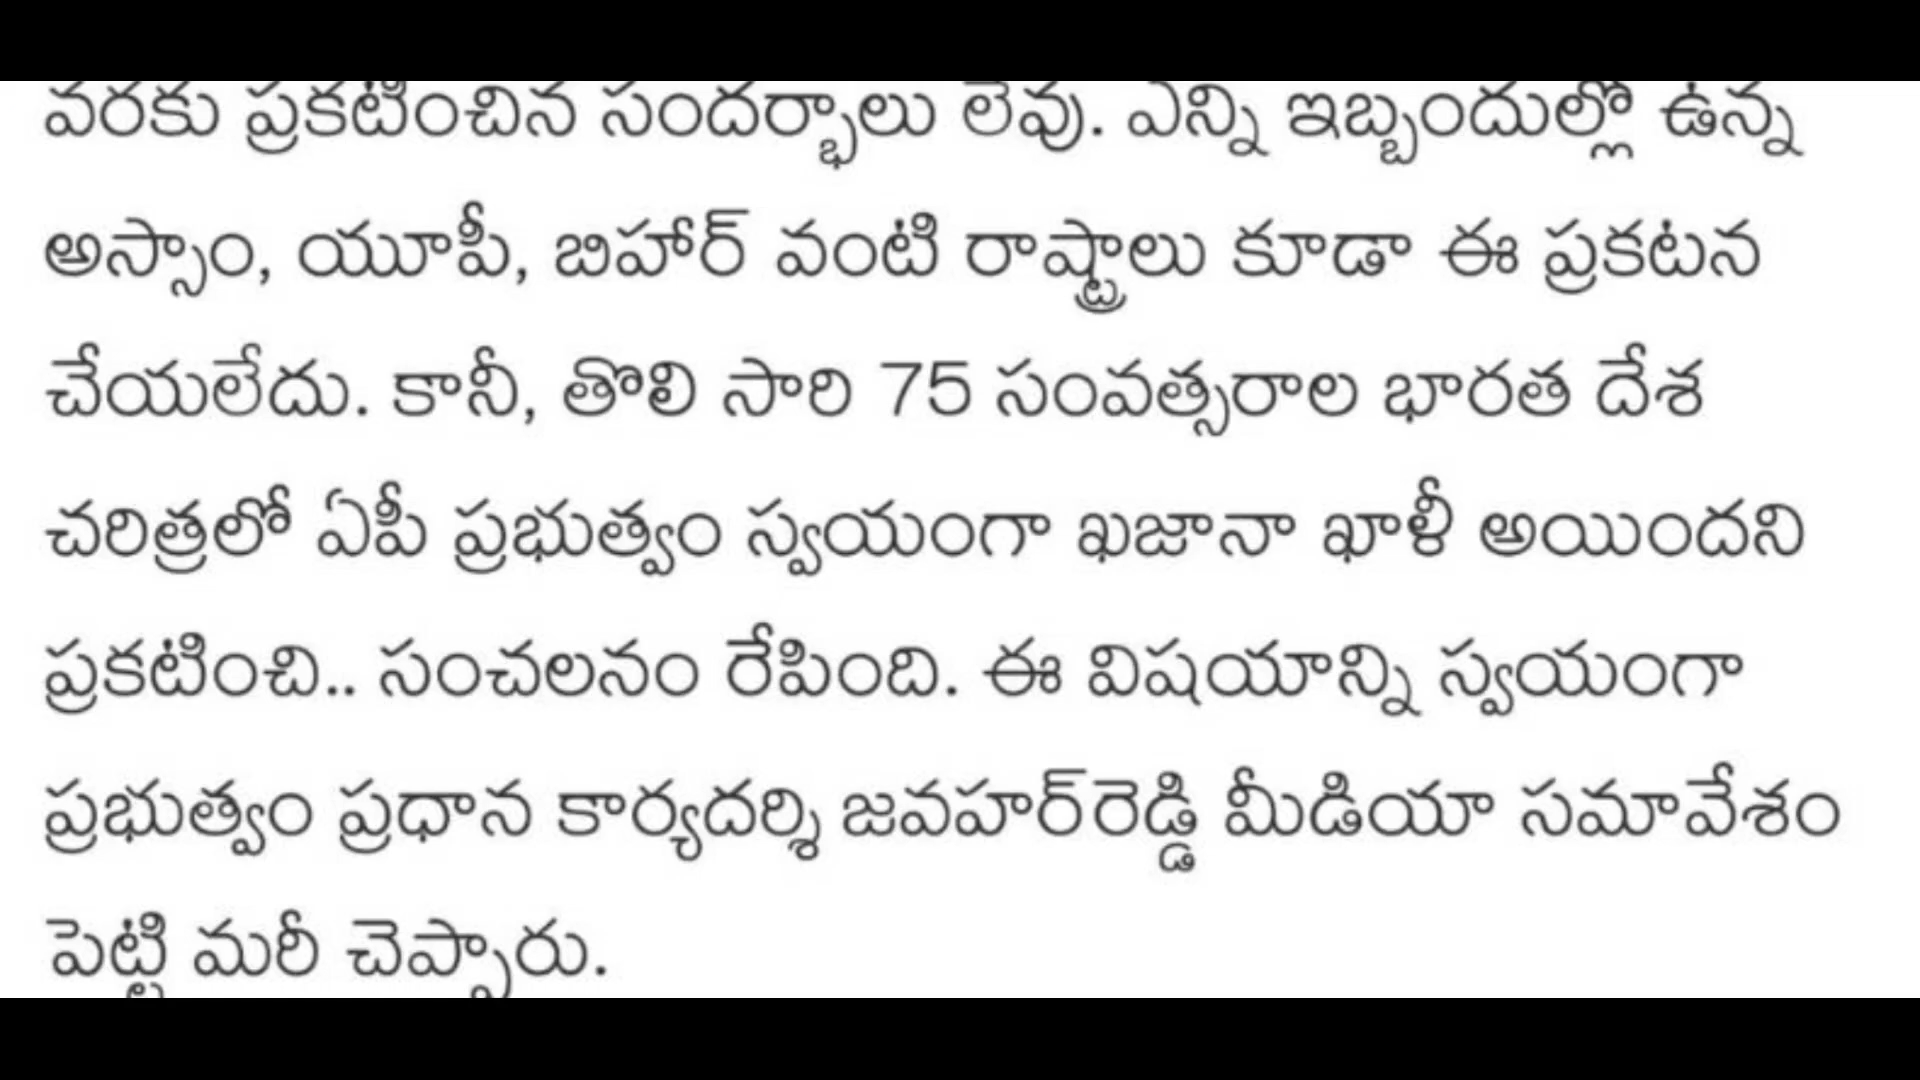 వరకు ప్రకటించిన సందర్భాలు లేవు. ఎన్ని ఇబ్బందుల్లో ఉన్న
అస్సాం, యూపీ, బిహార్ వంటి రాష్ట్రాలు కూడా ఈ ప్రకటన
చేయలేదు. కానీ, తొలి సారి 75 సంవత్సరాల భారత దేశ
చరిత్రలో ఏపీ ప్రభుత్వం స్వయంగా ఖజానా ఖాళీ అయిందని
ప్రకటించి.. సంచలనం రేపింది. ఈ విషయాన్ని స్వయంగా
ప్రభుత్వం ప్రధాన కార్యదర్శి జవహర్‌రెడ్డి మీడియా సమావేశం
పెట్టి మరీ చెప్పారు.